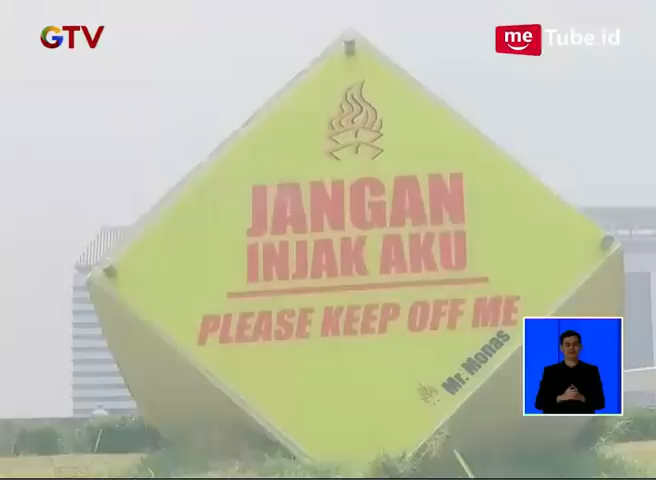 GTV
me Tube.id
JANGAN
INJAK AKU
PLEASE KEEP OFF ME
Mr. Monas